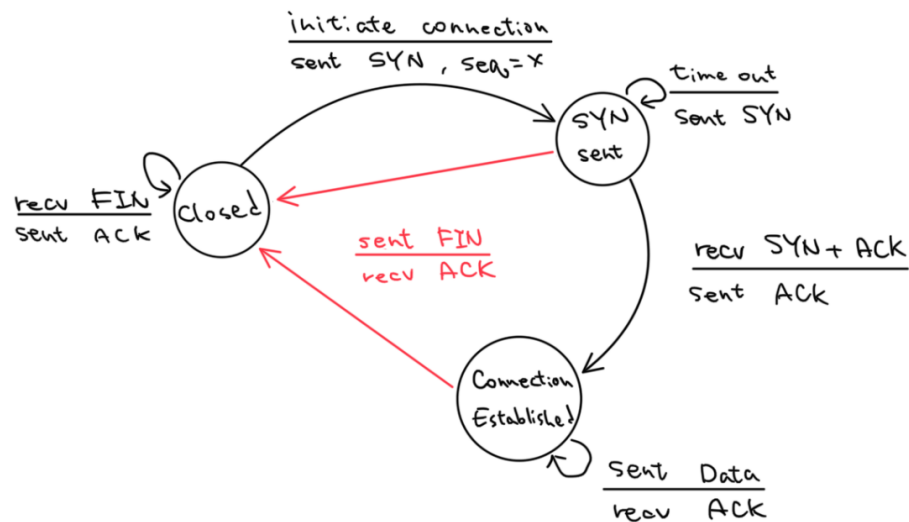 initiate connection
sent SYN, seq=x
time out
sent SYN
SYN
sent
recv FIN
sent ACK
closed
sent FIN
recv ACK
recv SYN + ACK
sent ACK
Connection
Established
sent Data
recv ACK